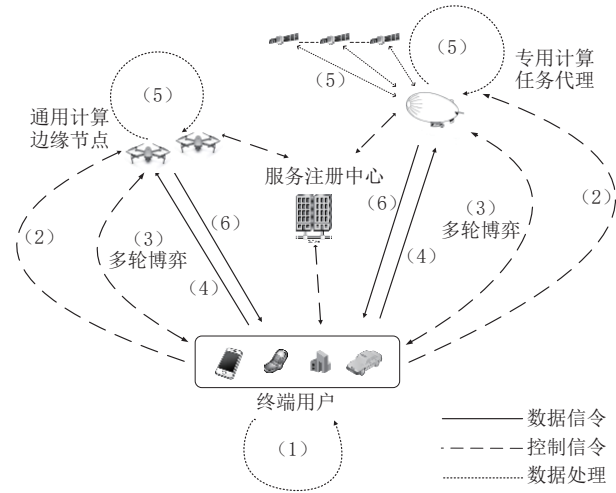 （5）
专用计算
任务代理
（5）
（5）
通用计算
边缘节点
服务注册中心
（6）
（6）
（2）
（3）
多轮博弈
（4）
（2）
（3）
多轮博弈
（4）
终端用户
（1）
数据信令
控制信令
数据处理